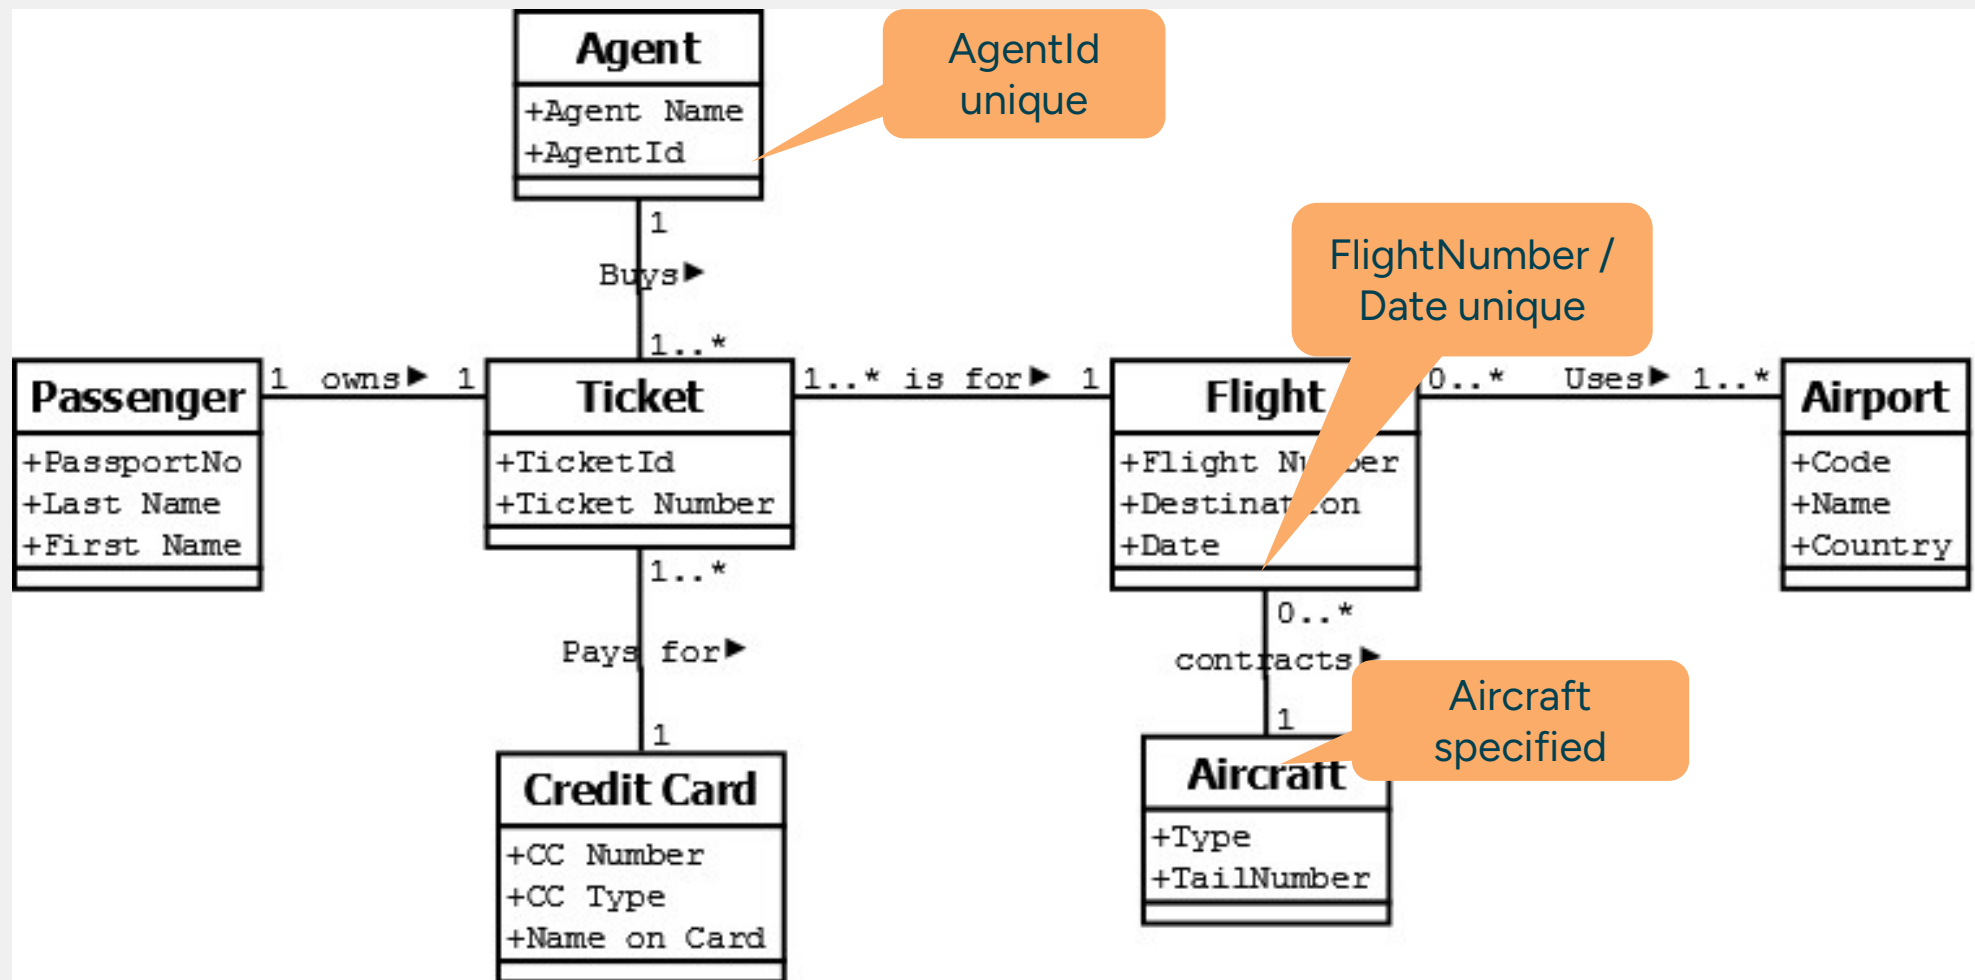 Agent
+Agent Name
+AgentId
AgentId
unique
1
Buys▶
1..*
FlightNumber /
Date unique
Passenger
+PassportNo
+Last Name
+First Name
1 owns▶ 1
Ticket
+TicketId
+Ticket Number
1..* is for▶ 1
Flight
+Flight Number
+Destination
+Date
0..* Uses▶ 1..*
Airport
+Code
+Name
+Country
1..*
Pays for▶
1
0..*
contracts▶
1
Aircraft
specified
Credit Card
+CC Number
+CC Type
+Name on Card
Aircraft
+Type
+TailNumber